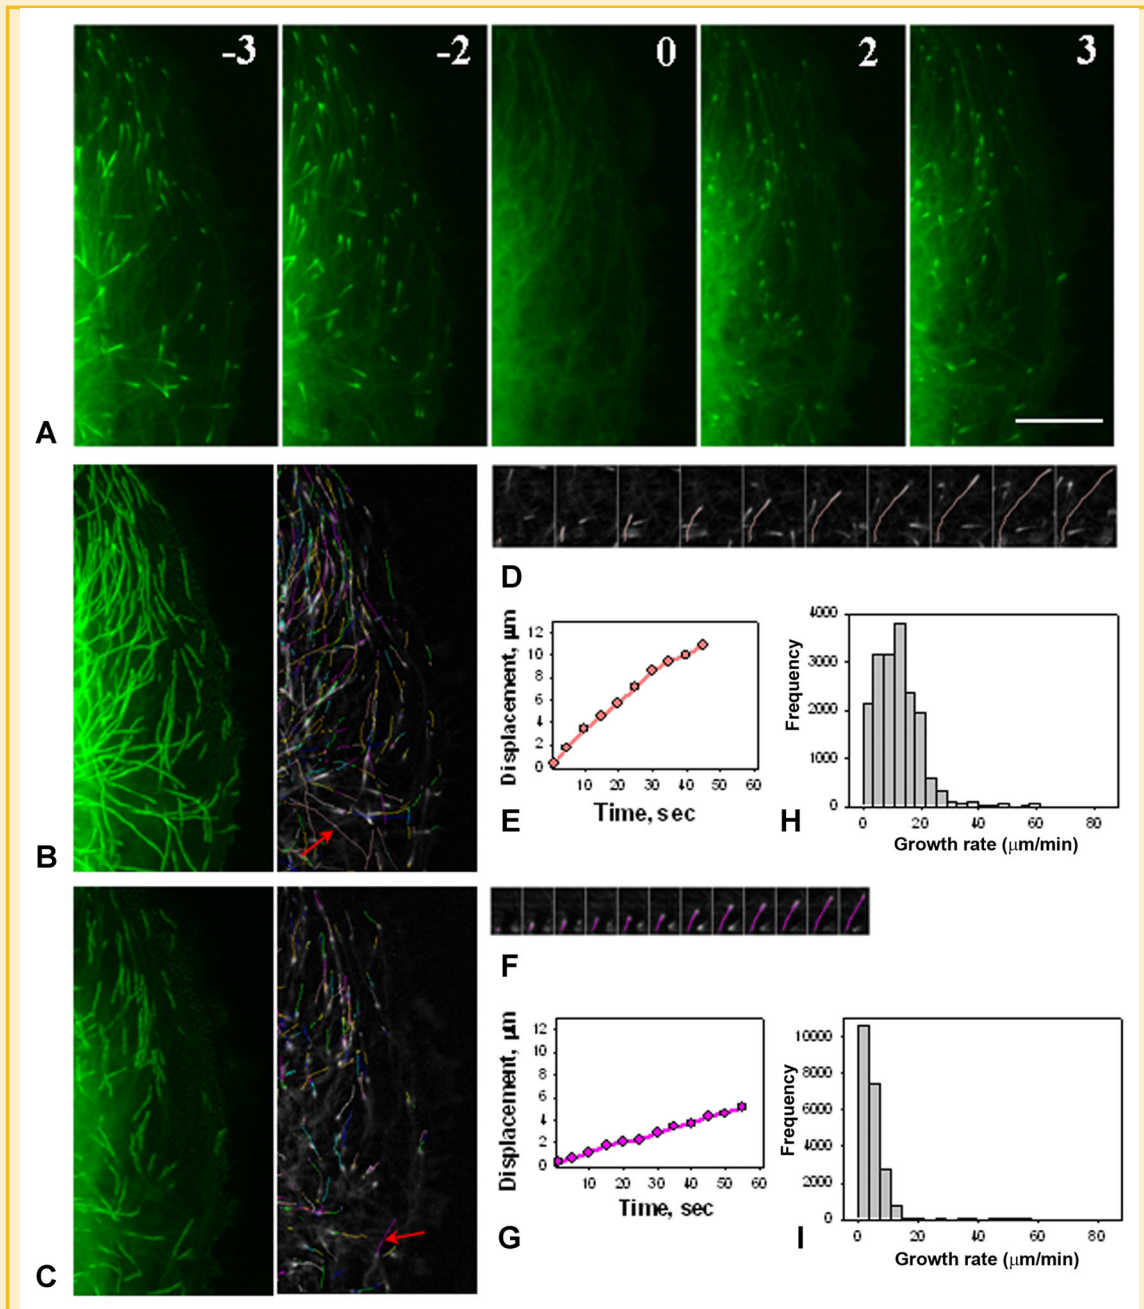 -3 -2 0 2 3
A
B
D
Displacement, μm
12
10
8
6
4
2
0
10 20 30 40 50 60
Time, sec
E
Frequency
4000
3000
2000
1000
0
0 20 40 60 80
Growth rate (μm/min)
H
C
F
Displacement, μm
12
10
8
6
4
2
0
10 20 30 40 50 60
Time, sec
G
Frequency
10000
8000
6000
4000
2000
0
0 20 40 60 80
Growth rate (μm/min)
I